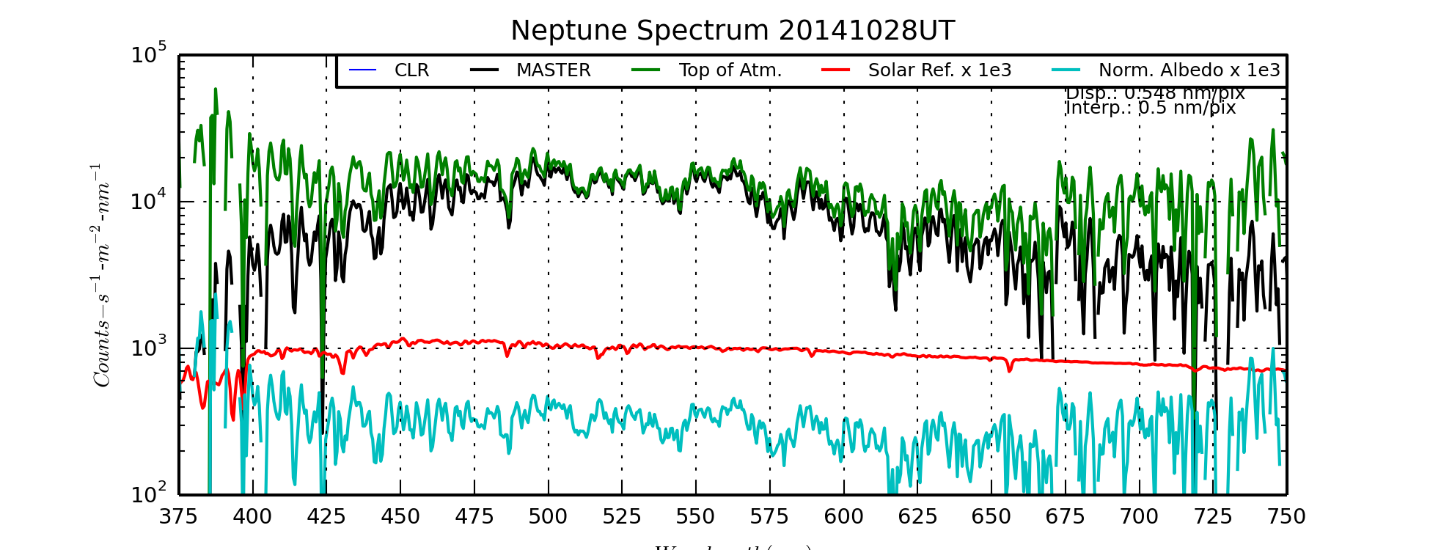 Neptune Spectrum 20141028UT
10^5
CLR MASTER Top of Atm. Solar Ref. x 1e3 Norm. Albedo x 1e3
Disp.: 0.548 nm/pix
Interp.: 0.5 nm/pix
10^4
10^3
10^2
Counts−s^−1-m^−2-nm^−1
375 400 425 450 475 500 525 550 575 600 625 650 675 700 725 750